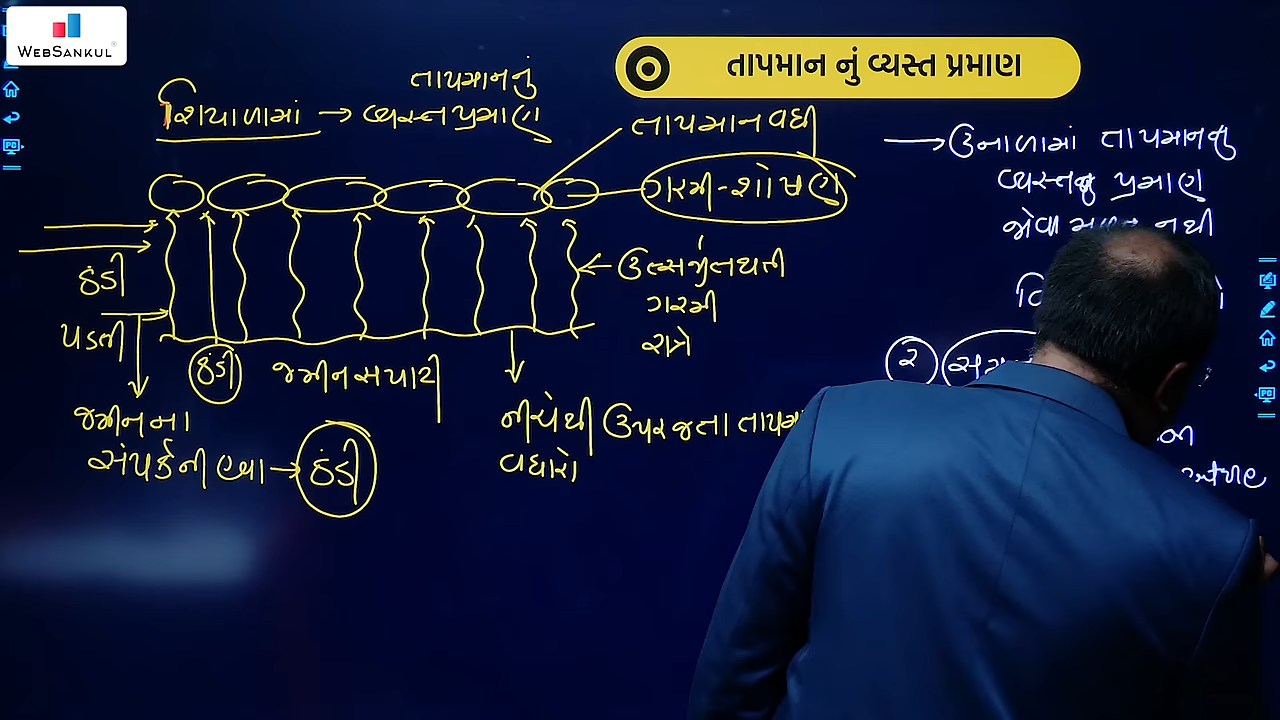 WEBSANKUL
તાપમાન નું વ્યસ્ત પ્રમાણ
તાપમાનનું
શિયાળામાં → વ્યસ્ત પ્રમાણ
તાપમાન વધી
ગરમી-શોષણ
ઠંડી
પડતી
ઉત્સર્જીત થતી
ગરમી
રાત્રે
ઠંડી
જમીન સપાટી
જમીનના
સંપર્કની હવા → ઠંડી
નીચેથી ઉપર જતા
વધારો
→ ઉનાળામાં તાપમાનનું
વ્યસ્તનુ પ્રમાણ
જોવા નથી
૨